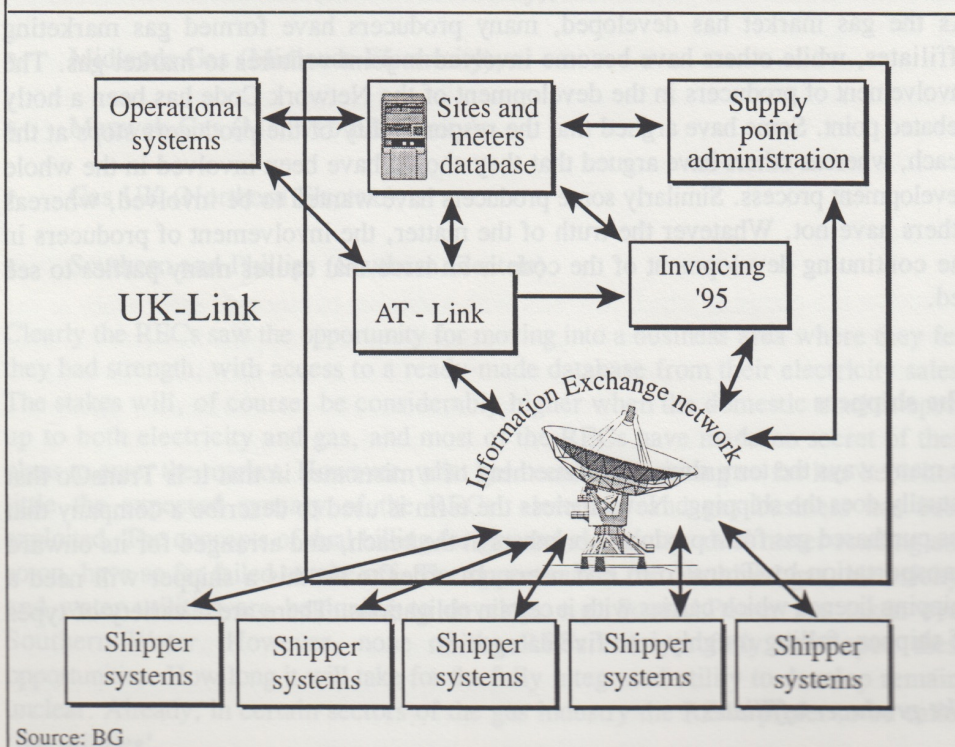 Operational
systems
Site and
meters
database
Supply
point
administration
UK-Link
AT - Link
Invoicing
'95
Information Exchange network
Shipper
systems
Shipper
systems
Shipper
systems
Shipper
systems
Shipper
systems
Source: BG